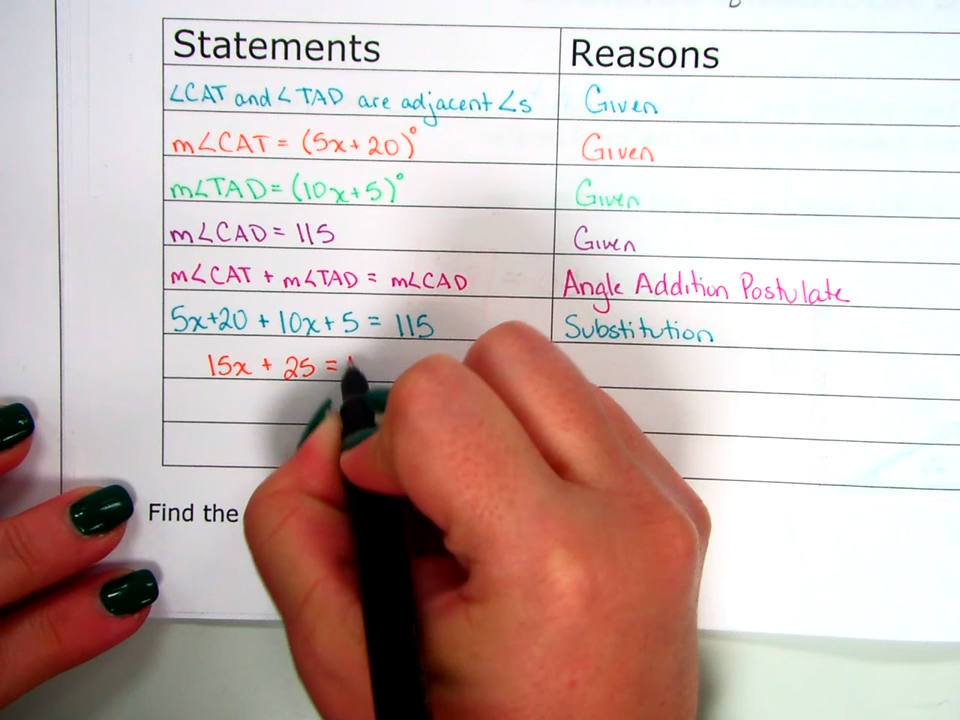 Statements Reasons
∠CAT and ∠TAD are adjacent ∠s Given
m∠CAT = (5x+20)° Given
m∠TAD = (10x+5)° Given
m∠CAD = 115 Given
m∠CAT + m∠TAD = m∠CAD Angle Addition Postulate
5x+20 + 10x+5 = 115 Substitution
15x + 25 =
Find the